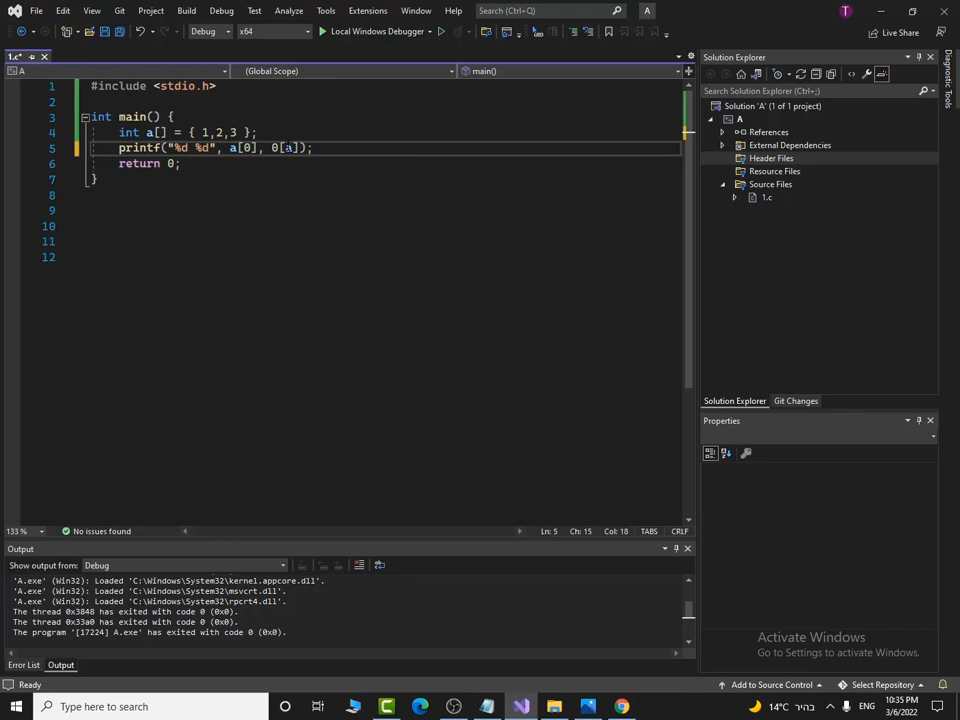 File Edit View Git Project Build Debug Test Analyze Tools Extensions Window Help Search (Ctrl+Q) A T
Debug x64 Local Windows Debugger Live Share
1.c*
A (Global Scope) main()
1 #include <stdio.h>
2
3 int main() {
4 int a[] = { 1,2,3 };
5 printf("%d %d", a[0], 0[a]);
6 return 0;
7 }
8
9
10
11
12
133 % No issues found Ln: 5 Ch: 15 Col: 18 TABS CRLF
Output
Show output from: Debug
'A.exe' (Win32): Loaded 'C:\Windows\System32\kernel.appcore.dll'.
'A.exe' (Win32): Loaded 'C:\Windows\System32\msvcrt.dll'.
'A.exe' (Win32): Loaded 'C:\Windows\System32\rpcrt4.dll'.
The thread 0x3848 has exited with code 0 (0x0).
The thread 0x33a0 has exited with code 0 (0x0).
The program '[17224] A.exe' has exited with code 0 (0x0).
Error List Output
Solution Explorer
Search Solution Explorer (Ctrl+;)
Solution 'A' (1 of 1 project)
A
References
External Dependencies
Header Files
Resource Files
Source Files
1.c
Solution Explorer Git Changes
Properties
Diagnostic Tools
Activate Windows
Go to Settings to activate Windows.
Ready Add to Source Control Select Repository
Type here to search 14°C בהיר ENG 10:35 PM
3/6/2022